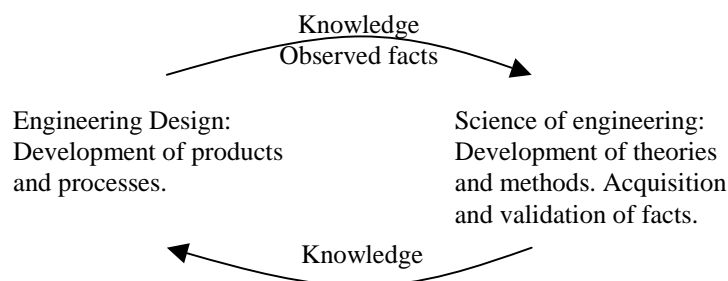 Knowledge
Observed facts
Engineering Design:
Development of products
and processes.
Science of engineering:
Development of theories
and methods. Acquisition
and validation of facts.
Knowledge